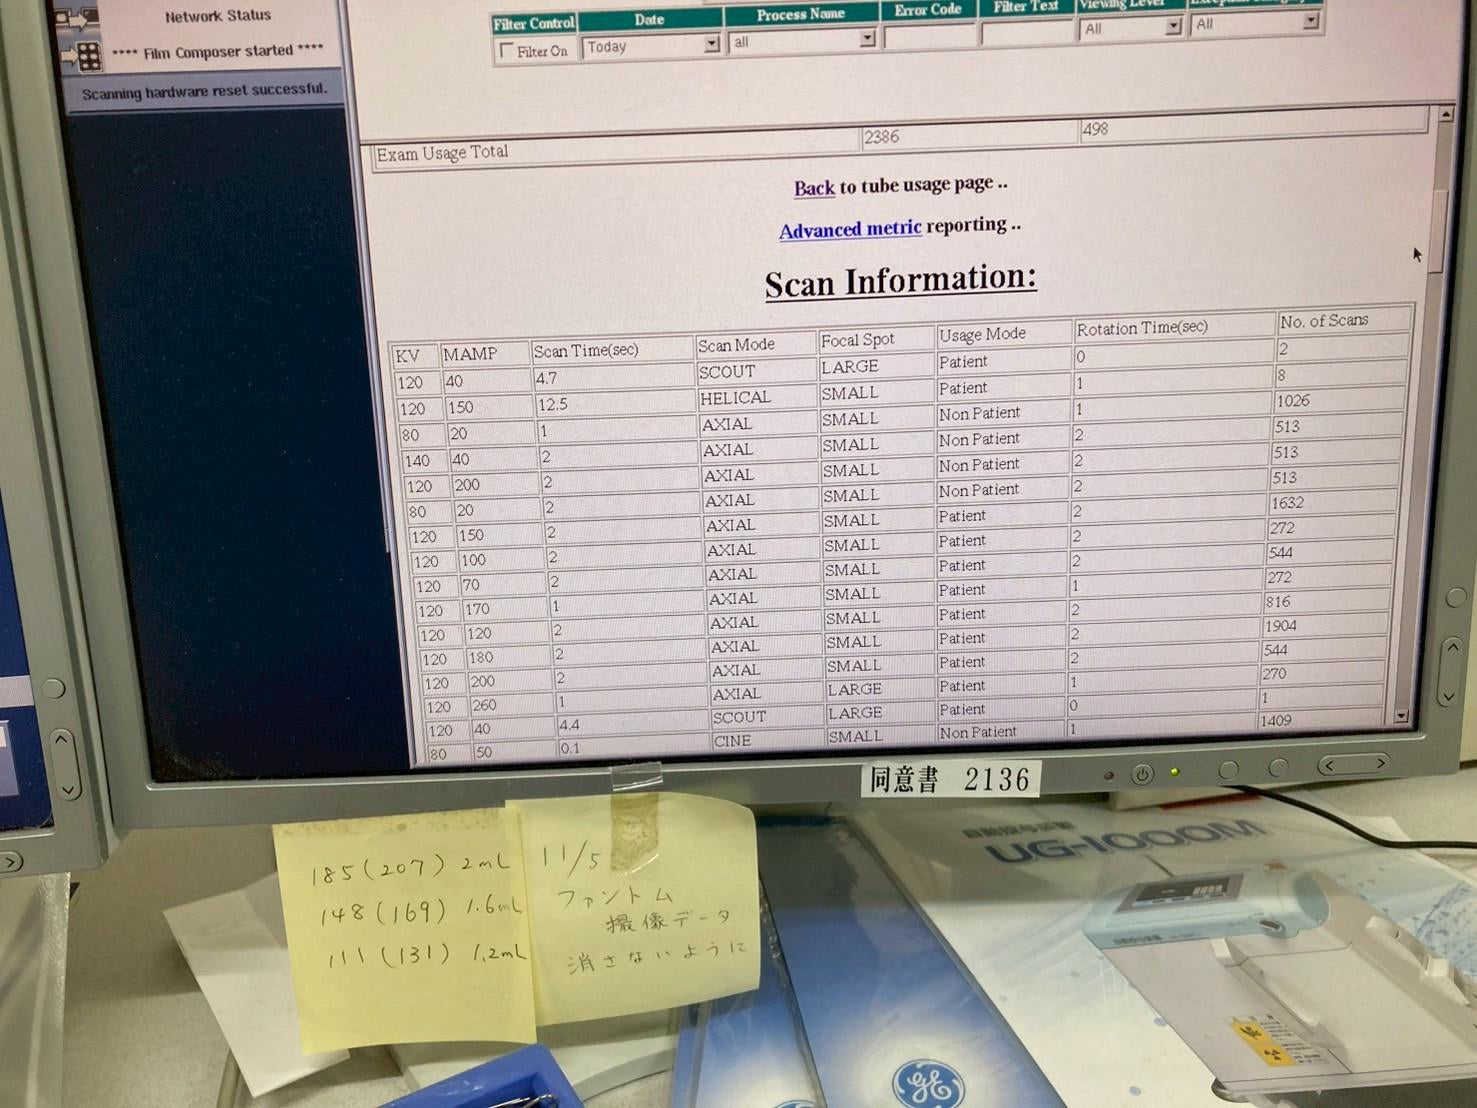 Network Status
**** Film Composer started ****
Scanning hardware reset successful.
Filter Control Date Process Name Error Code Filter Text Viewing Level
Filter On Today all All All
Exam Usage Total 2386 498
Back to tube usage page ..
Advanced metric reporting ..
Scan Information:
KV MAMP Scan Time(sec) Scan Mode Focal Spot Usage Mode Rotation Time(sec) No. of Scans
120 40 4.7 SCOUT LARGE Patient 0 2
120 150 12.5 HELICAL SMALL Patient 1 8
80 20 1 AXIAL SMALL Non Patient 1 1026
140 40 2 AXIAL SMALL Non Patient 2 513
120 200 2 AXIAL SMALL Non Patient 2 513
80 20 2 AXIAL SMALL Non Patient 2 513
120 150 2 AXIAL SMALL Patient 2 1632
120 100 2 AXIAL SMALL Patient 2 272
120 70 2 AXIAL SMALL Patient 2 544
120 170 1 AXIAL SMALL Patient 1 272
120 120 2 AXIAL SMALL Patient 2 816
120 180 2 AXIAL SMALL Patient 2 1904
120 200 2 AXIAL SMALL Patient 2 544
120 260 1 AXIAL LARGE Patient 1 270
120 40 4.4 SCOUT LARGE Patient 0 1
80 50 0.1 CINE SMALL Non Patient 1 1409
同意書 2136
185(207) 2mL
148(169) 1.6mL
111(131) 1.2mL
11/5
ファントム
撮像データ
消さないように
自動投与装置
UG-1000M
GE